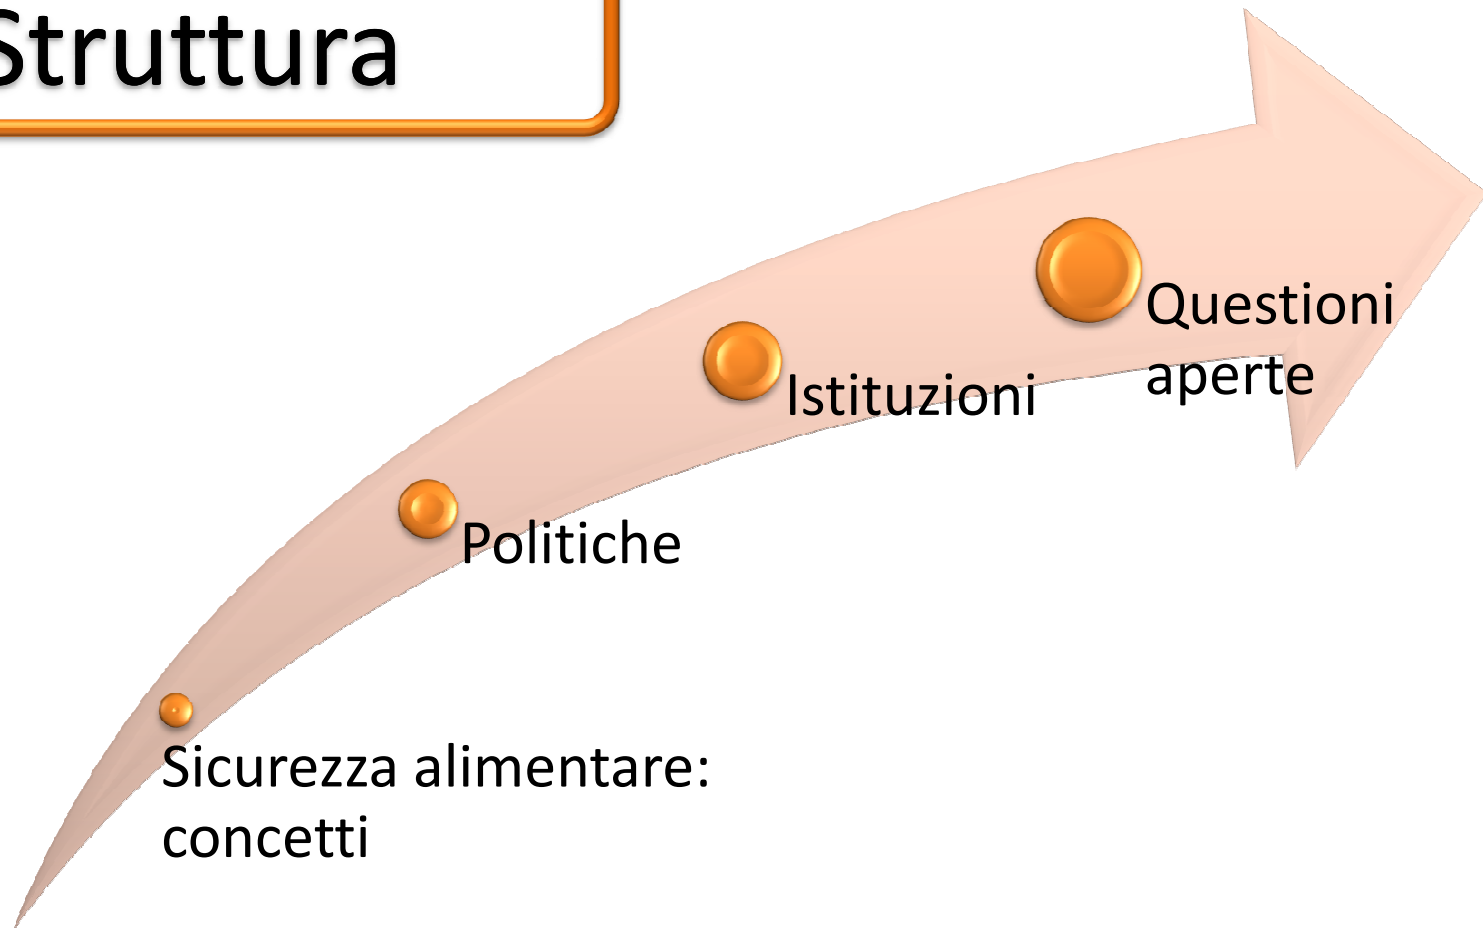 Struttura
Questioni
aperte
Istituzioni
Politiche
Sicurezza alimentare:
concetti